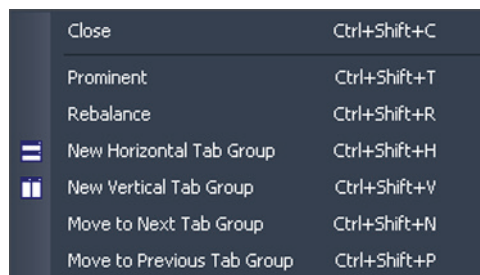 Close Ctrl+Shift+C
Prominent Ctrl+Shift+T
Rebalance Ctrl+Shift+R
New Horizontal Tab Group Ctrl+Shift+H
New Vertical Tab Group Ctrl+Shift+V
Move to Next Tab Group Ctrl+Shift+N
Move to Previous Tab Group Ctrl+Shift+P